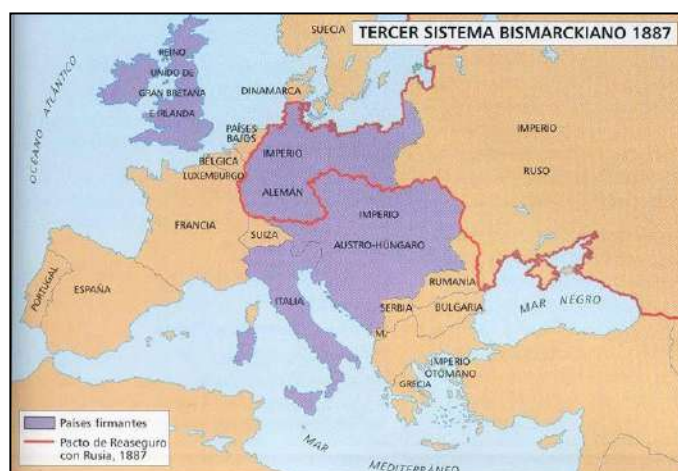 TERCER SISTEMA BISMARCKIANO 1887
SUECIA
REINO
UNIDO DE
GRAN BRETAÑA
E IRLANDA
DINAMARCA
OCEANO ATLÁNTICO
PAÍSES
BAJOS
IMPERIO
ALEMÁN
BÉLGICA
LUXEMBURGO
IMPERIO
RUSO
FRANCIA
SUIZA
IMPERIO
AUSTRO-HÚNGARO
PORTUGAL
ESPAÑA
ITALIA
RUMANIA
SERBIA
BULGARIA
M.
MAR NEGRO
IMPERIO
OTOMANO
GRECIA
MAR
MEDITERRÁNEO
Países firmantes
Pacto de Reaseguro
con Rusia, 1887